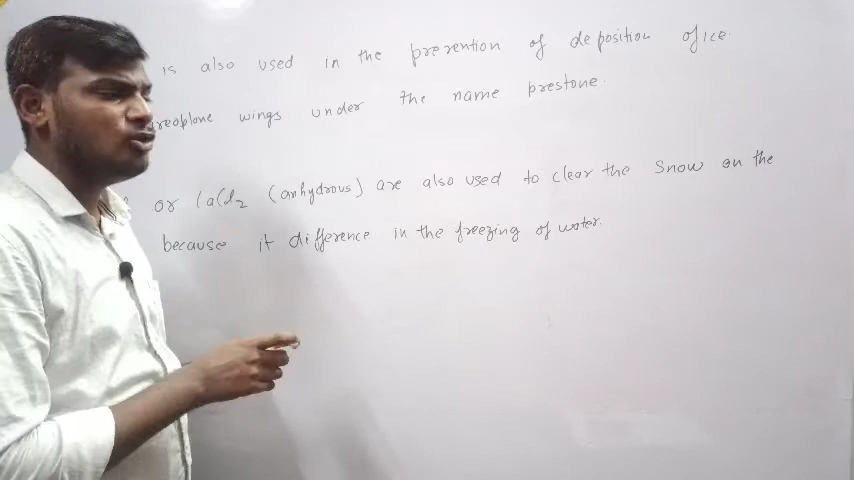 is also used in the prevention of deposition of ice.
reoplane wings under the name prestone.
or CaCl2 (anhydrous) are also used to clear the snow on the
because it difference in the freezing of water.